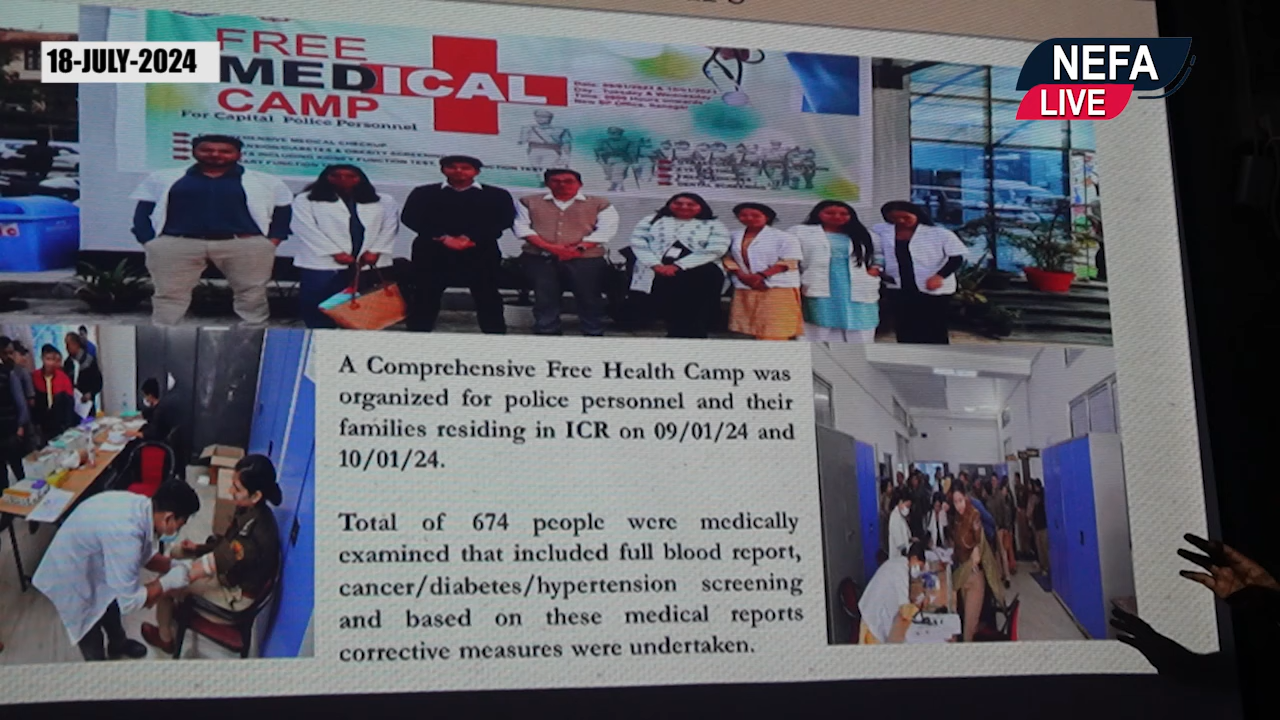 18-JULY-2024
NEFA
LIVE
FREE
MEDICAL
CAMP
For Capital Police Personnel
A Comprehensive Free Health Camp was
organized for police personnel and their
families residing in ICR on 09/01/24 and
10/01/24.
Total of 674 people were medically
examined that included full blood report,
cancer/diabetes/hypertension screening
and based on these medical reports
corrective measures were undertaken.